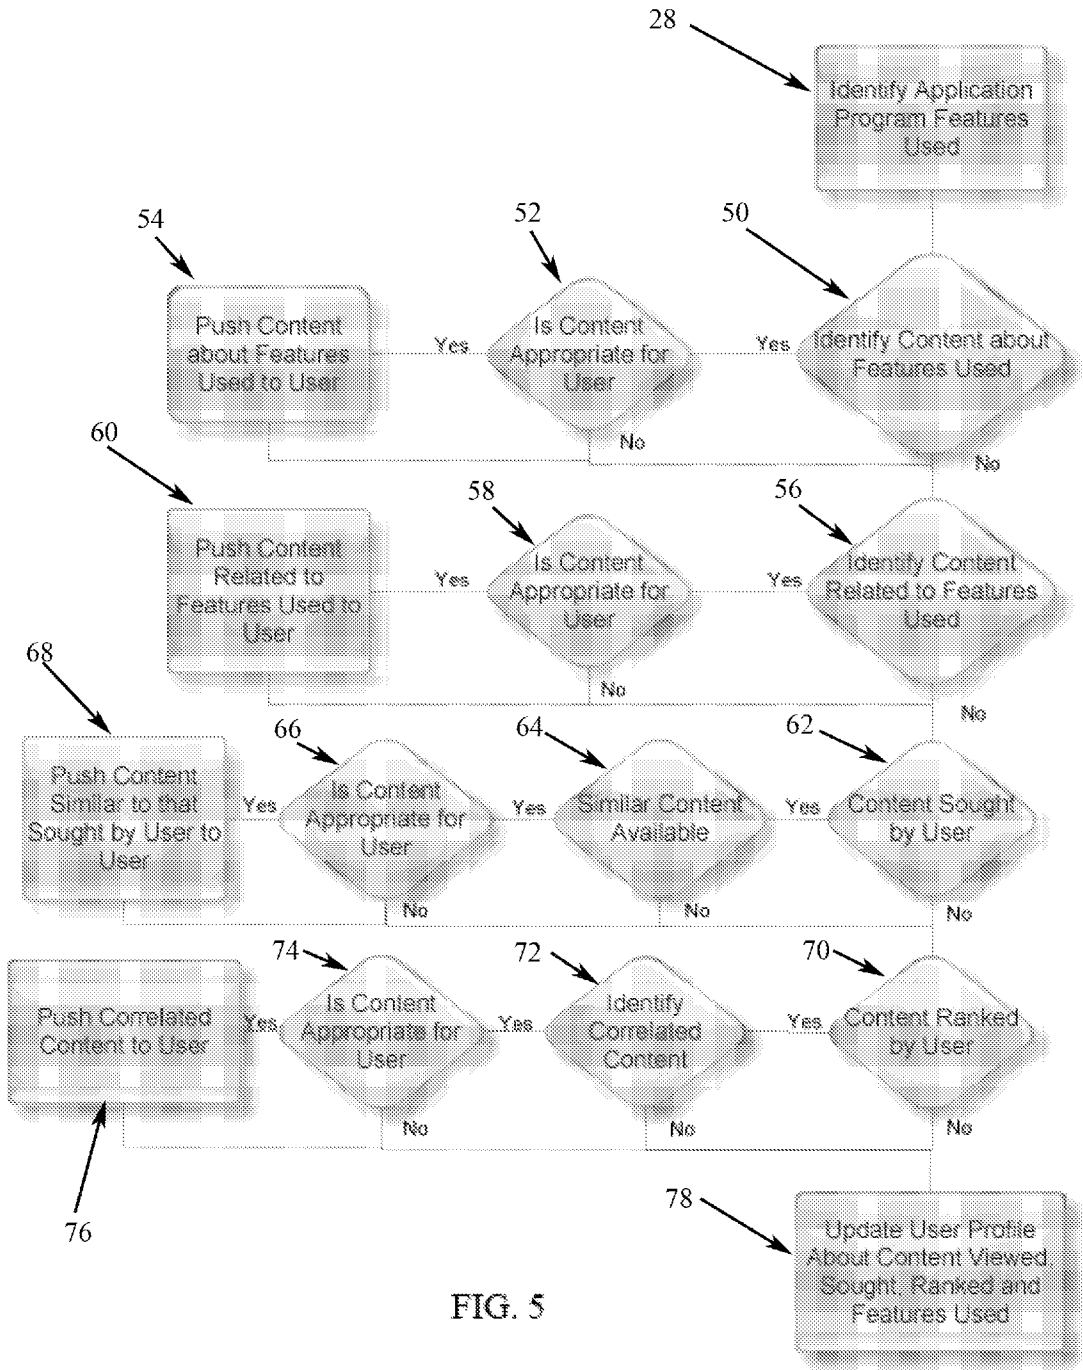 28
Identify Application
Program Features
Used
54
52
50
Push Content
about Features
Used to User
Yes
Is Content
Appropriate for
User
Yes
Identify Content about
Features Used
No
No
60
58
56
Push Content
Related to
Features Used to
User
Yes
Is Content
Appropriate for
User
Yes
Identify Content
Related to Features
Used
No
No
68
66
64
62
Push Content
Similar to that
Sought by User to
User
Yes
Is Content
Appropriate for
User
Yes
Similar Content
Available
Yes
Content Sought
by User
No
No
No
74
72
70
Push Correlated
Content to User
Yes
Is Content
Appropriate for
User
Yes
Identify
Correlated
Content
Yes
Content Ranked
by User
No
No
No
76
78
Update User Profile
About Content Viewed,
Sought, Ranked and
Features Used
FIG. 5